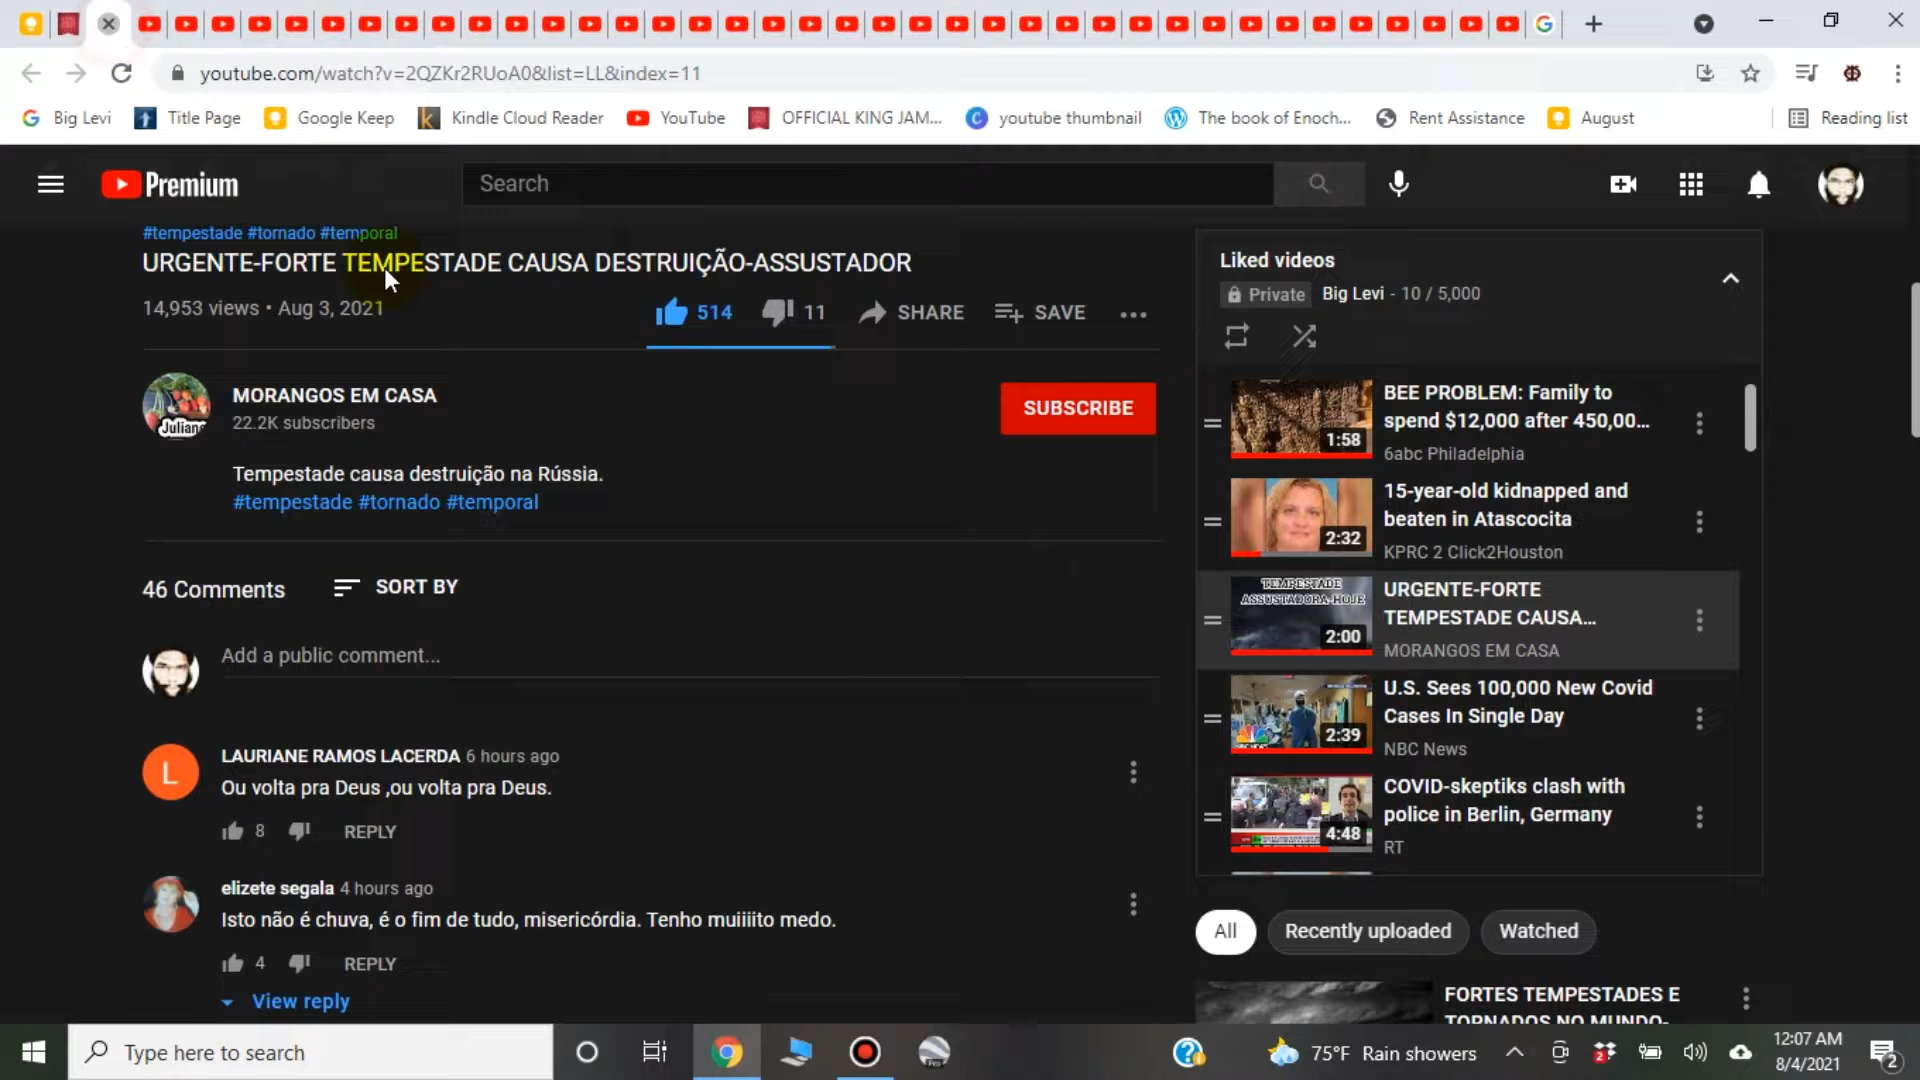 youtube.com/watch?v=2QZKr2RUoA0&list=LL&index=11
Big Levi
Title Page
Google Keep
Kindle Cloud Reader
YouTube
OFFICIAL KING JAM...
youtube thumbnail
The book of Enoch...
Rent Assistance
August
Reading list
Premium
Search
#tempestade #tornado #temporal
URGENTE-FORTE TEMPESTADE CAUSA DESTRUIÇÃO-ASSUSTADOR
14,953 views • Aug 3, 2021
514
11
SHARE
SAVE
MORANGOS EM CASA
22.2K subscribers
SUBSCRIBE
Tempestade causa destruição na Rússia.
#tempestade #tornado #temporal
46 Comments
SORT BY
Add a public comment...
L
LAURIANE RAMOS LACERDA 6 hours ago
Ou volta pra Deus ,ou volta pra Deus.
8
REPLY
elizete segala 4 hours ago
Isto não é chuva, é o fim de tudo, misericórdia. Tenho muiiiito medo.
4
REPLY
View reply
Liked videos
Private
Big Levi - 10 / 5,000
BEE PROBLEM: Family to
spend $12,000 after 450,00...
6abc Philadelphia
1:58
15-year-old kidnapped and
beaten in Atascocita
KPRC 2 Click2Houston
2:32
TEMPESTADE
ASSUSTADORA-HOJE
2:00
URGENTE-FORTE
TEMPESTADE CAUSA...
MORANGOS EM CASA
U.S. Sees 100,000 New Covid
Cases In Single Day
NBC News
2:39
COVID-skeptiks clash with
police in Berlin, Germany
RT
4:48
All
Recently uploaded
Watched
FORTES TEMPESTADES E
TORNADOS NO MUNDO-
Type here to search
75°F Rain showers
12:07 AM
8/4/2021
2